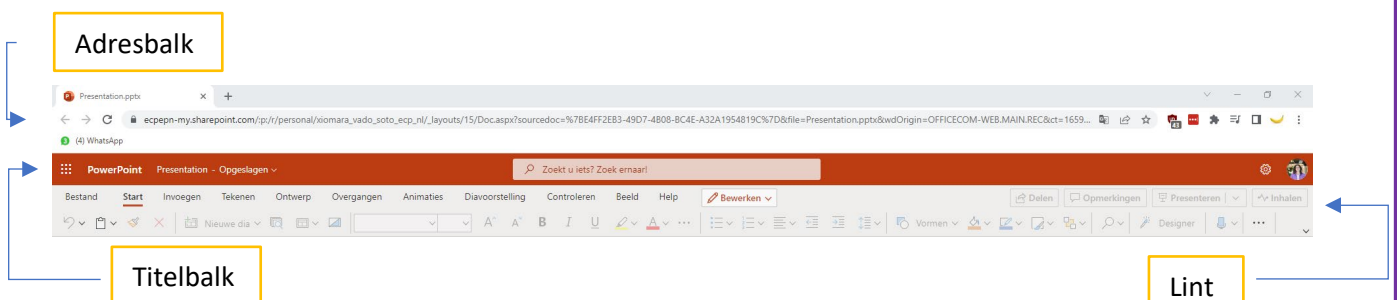 Adresbalk
Presentation.pptx
ecpepn-my.sharepoint.com/:p:/r/personal/xiomara_vado_soto_ecp_nl/_layouts/15/Doc.aspx?sourcedoc=%7BE4FF2EB3-49D7-4B08-BC4E-A32A1954819C%7D&file=Presentation.pptx&wdOrigin=OFFICECOM-WEB.MAIN.REC&ct=1659...
(4) WhatsApp
PowerPoint Presentation - Opgeslagen Zoekt u iets? Zoek ernaar!
Bestand Start Invoegen Tekenen Ontwerp Overgangen Animaties Diavoorstelling Controleren Beeld Help Bewerken Delen Opmerkingen Presenteren Inhalen
Nieuwe dia A A B I U A Vormen Designer
Titelbalk
Lint